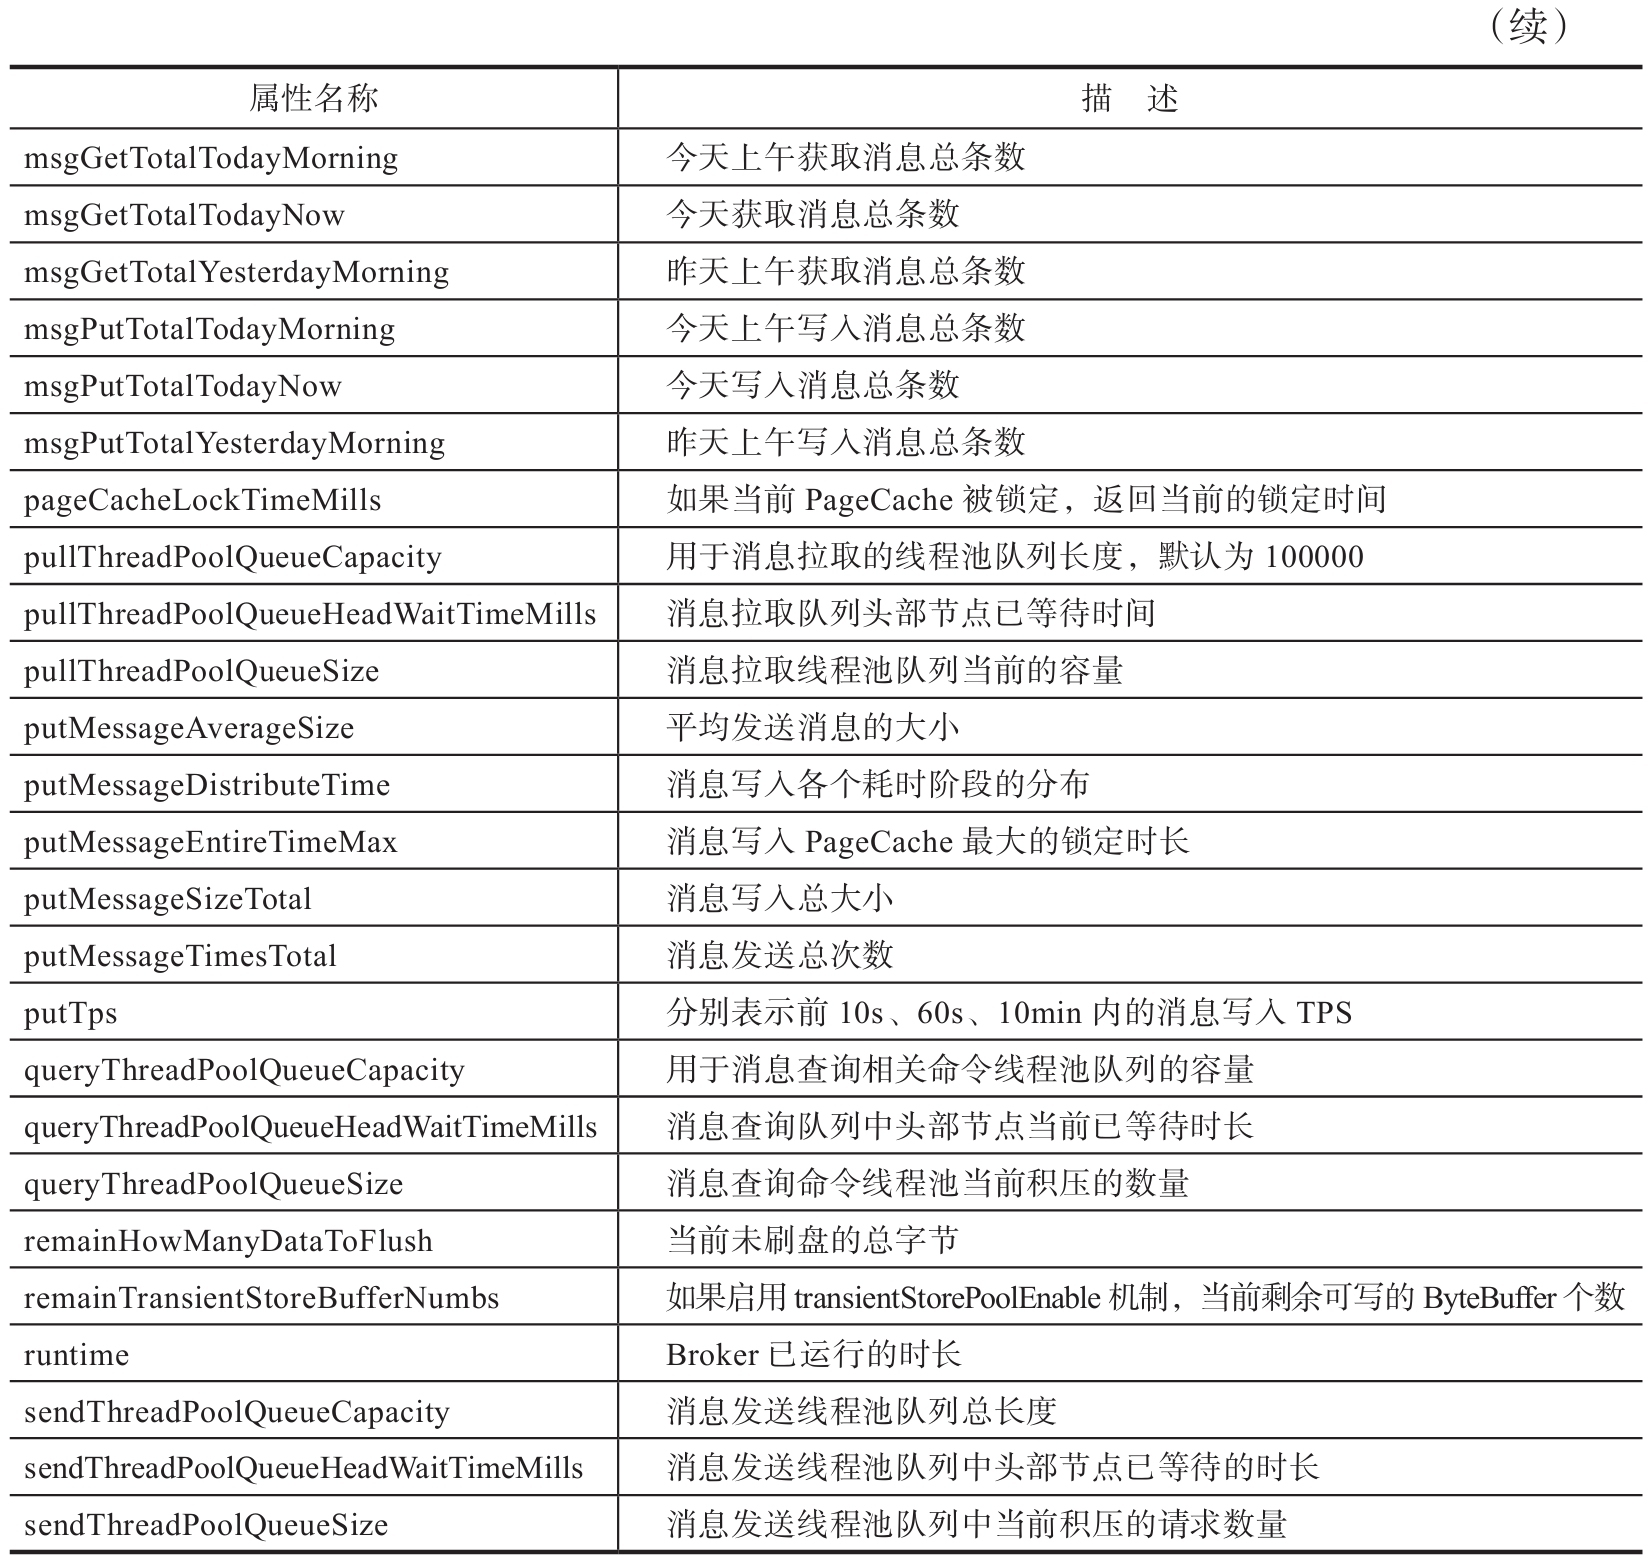 （续）
属性名称 描 述
msgGetTotalTodayMorning 今天上午获取消息总条数
msgGetTotalTodayNow 今天获取消息总条数
msgGetTotalYesterdayMorning 昨天上午获取消息总条数
msgPutTotalTodayMorning 今天上午写入消息总条数
msgPutTotalTodayNow 今天写入消息总条数
msgPutTotalYesterdayMorning 昨天上午写入消息总条数
pageCacheLockTimeMills 如果当前 PageCache 被锁定，返回当前的锁定时间
pullThreadPoolQueueCapacity 用于消息拉取的线程池队列长度，默认为 100000
pullThreadPoolQueueHeadWaitTimeMills 消息拉取队列头部节点已等待时间
pullThreadPoolQueueSize 消息拉取线程池队列当前的容量
putMessageAverageSize 平均发送消息的大小
putMessageDistributeTime 消息写入各个耗时阶段的分布
putMessageEntireTimeMax 消息写入 PageCache 最大的锁定时长
putMessageSizeTotal 消息写入总大小
putMessageTimesTotal 消息发送总次数
putTps 分别表示前 10s、60s、10min 内的消息写入 TPS
queryThreadPoolQueueCapacity 用于消息查询相关命令线程池队列的容量
queryThreadPoolQueueHeadWaitTimeMills 消息查询队列中头部节点当前已等待时长
queryThreadPoolQueueSize 消息查询命令线程池当前积压的数量
remainHowManyDataToFlush 当前未刷盘的总字节
remainTransientStoreBufferNumbs 如果启用 transientStorePoolEnable 机制，当前剩余可写的 ByteBuffer 个数
runtime Broker 已运行的时长
sendThreadPoolQueueCapacity 消息发送线程池队列总长度
sendThreadPoolQueueHeadWaitTimeMills 消息发送线程池队列中头部节点已等待的时长
sendThreadPoolQueueSize 消息发送线程池队列中当前积压的请求数量